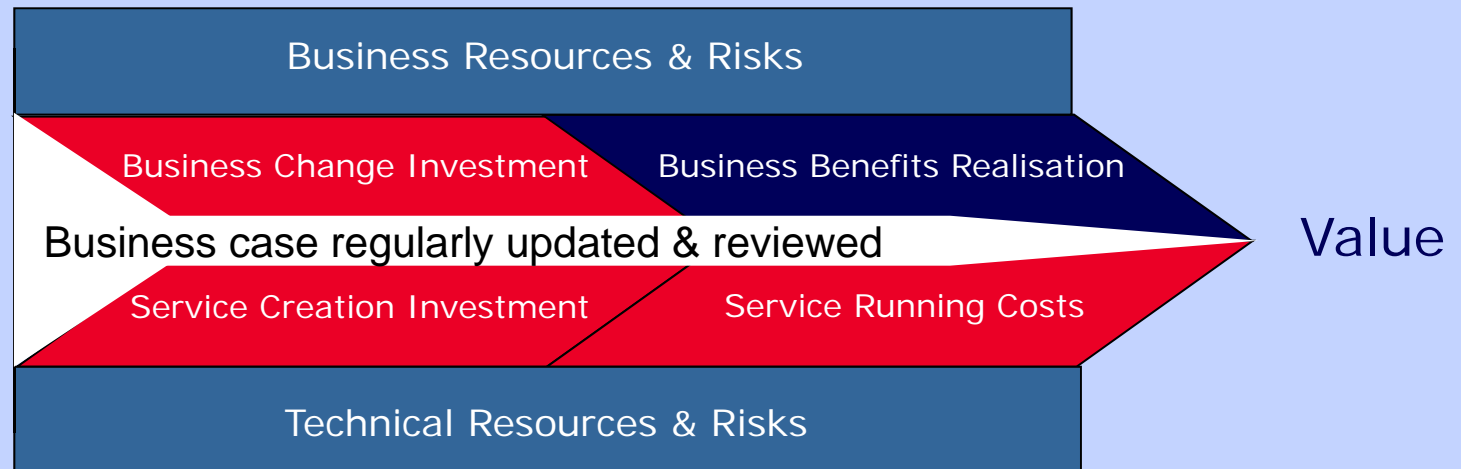 Business Resources & Risks
Business Change Investment
Business Benefits Realisation
Business case regularly updated & reviewed
Value
Service Creation Investment
Service Running Costs
Technical Resources & Risks